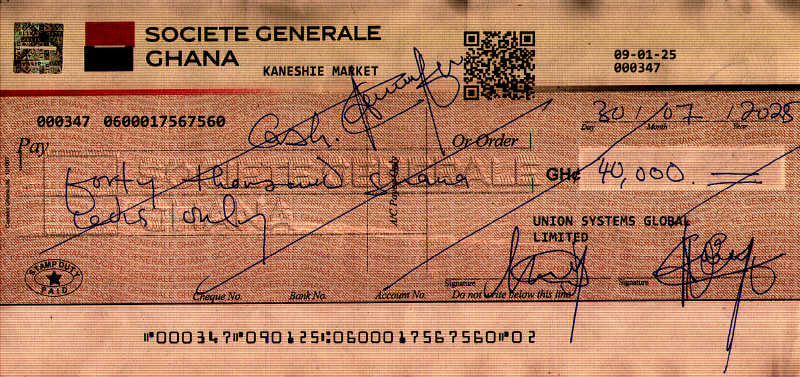 SOCIETE GENERALE
GHANA
KANESHIE MARKET
09-01-25
000347
000347 0600017567560
30/07/2025
Day Month Year
Pay Cash. Or Order
forty thousand Ghana
Cedis only
A/C Payee Only
GH¢ 40,000.
UNION SYSTEMS GLOBAL
LIMITED
STAMP DUTY
PAID
Signature Signature
Cheque No. Bank No. Account No. Do not write below this line
⑈000347⑈090125⑆0600017567560⑈02